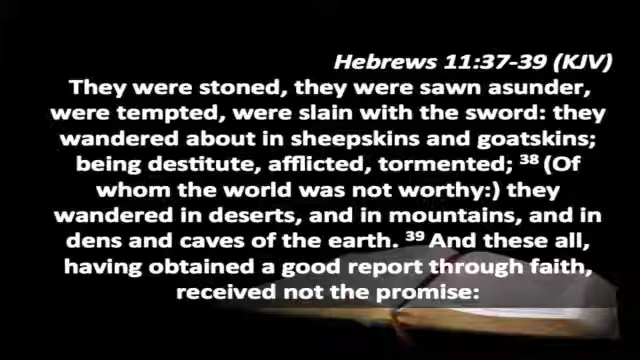 Hebrews 11:37-39 (KJV)
They were stoned, they were sawn asunder,
were tempted, were slain with the sword: they
wandered about in sheepskins and goatskins;
being destitute, afflicted, tormented; 38 (Of
whom the world was not worthy:) they
wandered in deserts, and in mountains, and in
dens and caves of the earth. 39 And these all,
having obtained a good report through faith,
received not the promise: